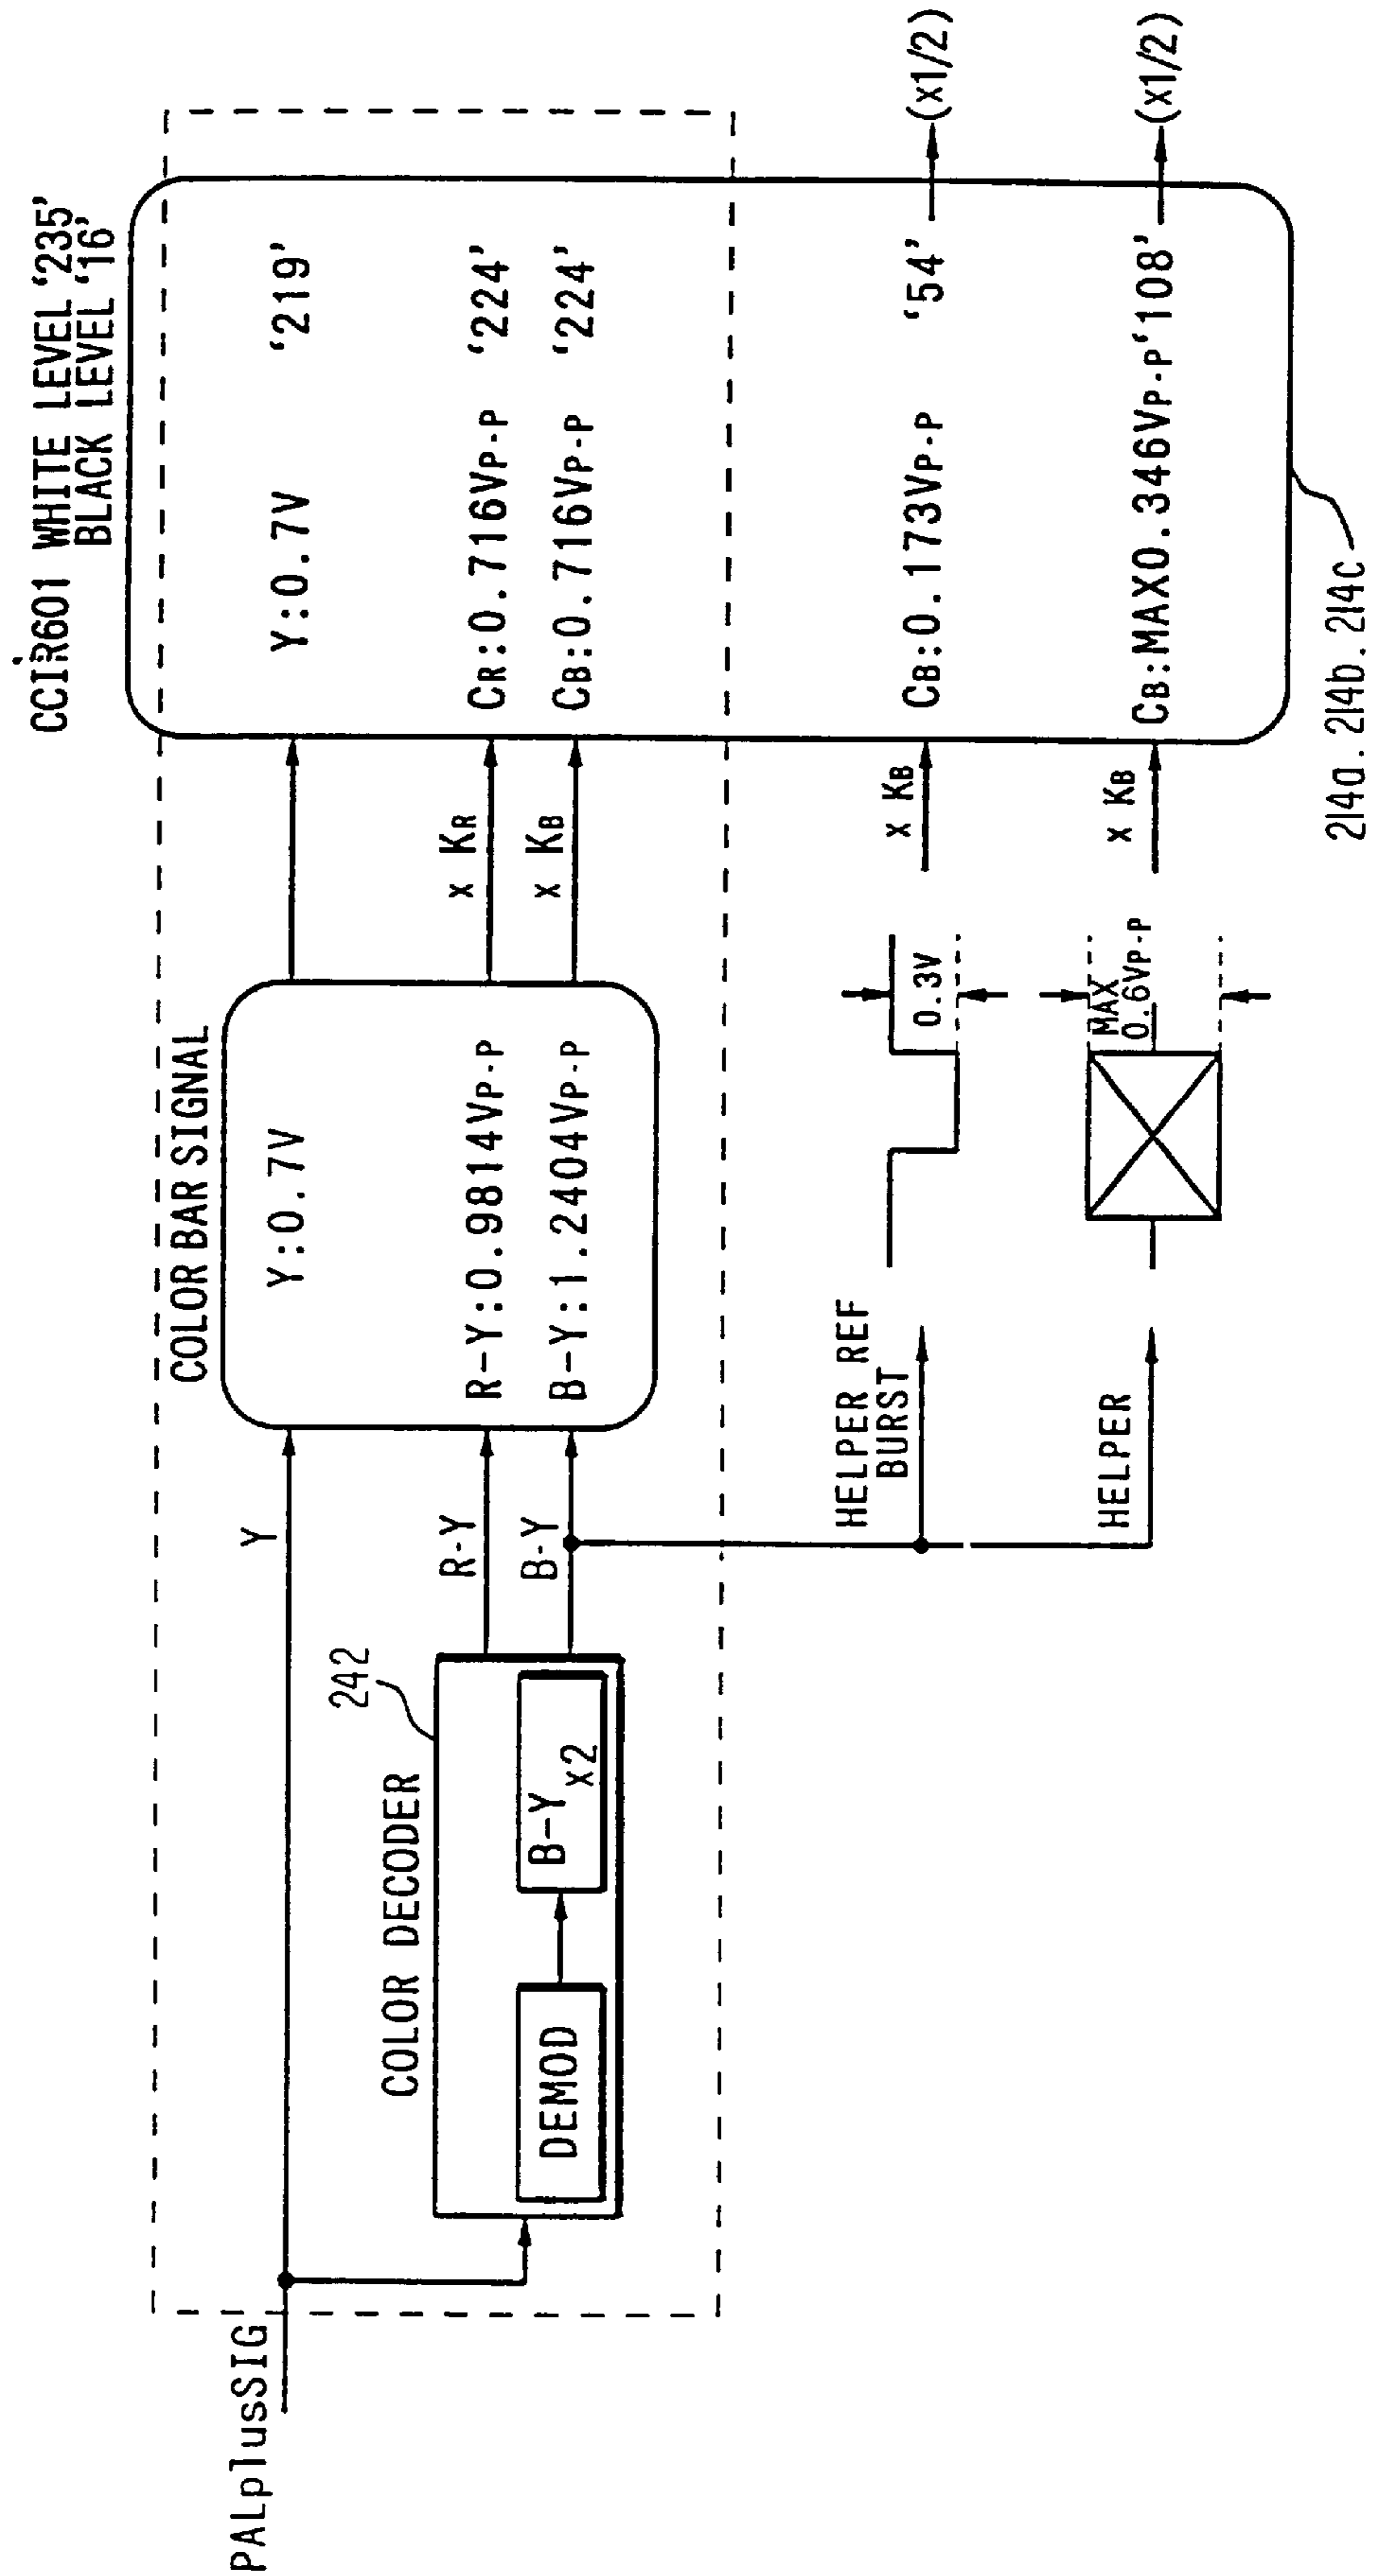 CCIR601 WHITE LEVEL ‘235’
BLACK LEVEL ‘16’
COLOR BAR SIGNAL
PALplusSIG
Y
Y:0.7V
Y:0.7V ‘219’
242
COLOR DECODER
DEMOD
B-Y x2
R-Y
B-Y
R-Y:0.9814VP-P
B-Y:1.2404VP-P
x KR
x KB
CR:0.716VP-P ‘224’
CB:0.716VP-P ‘224’
HELPER REF
BURST
0.3V
x KB
CB:0.173VP-P ‘54’
(x1/2)
HELPER
MAX
0.6VP-P
x KB
CB:MAX0.346VP-P‘108’
(x1/2)
214a.214b.214c